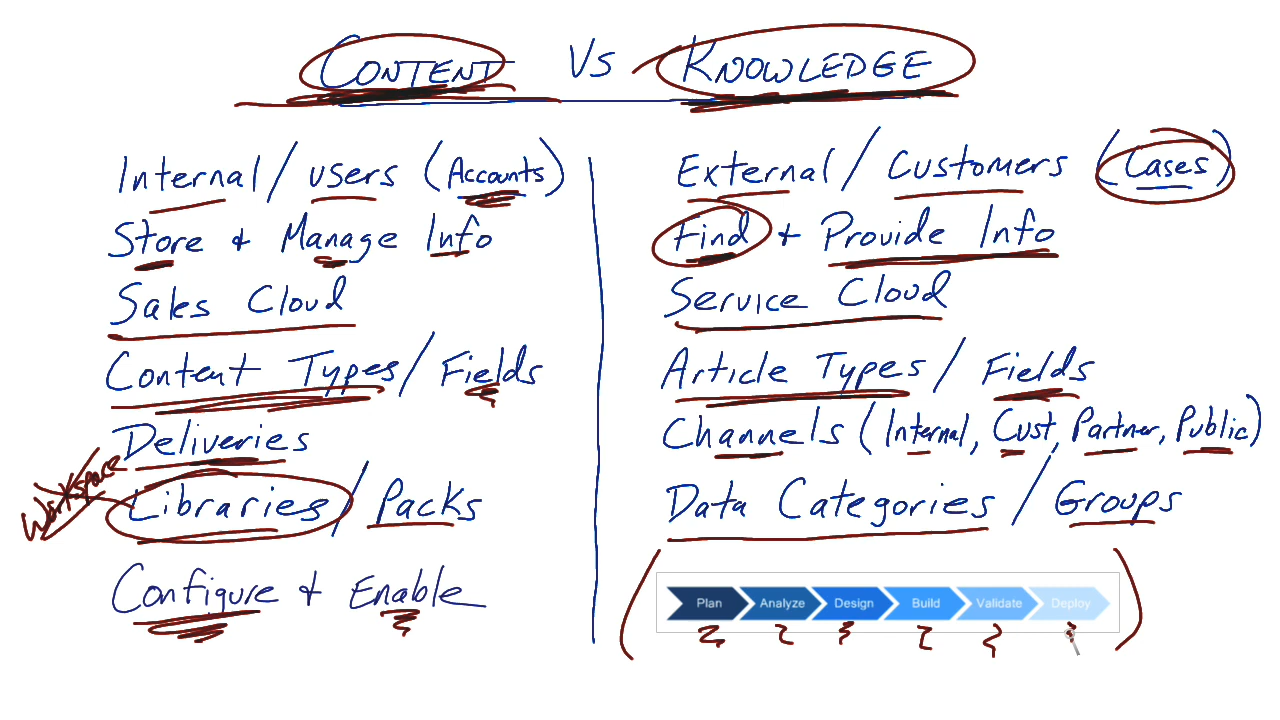 CONTENT VS KNOWLEDGE
Internal/users (Accounts)
Store + Manage Info
Sales Cloud
Content Types/Fields
Deliveries
Workspace
Libraries/Packs
Configure + Enable
External/Customers (Cases)
Find + Provide Info
Service Cloud
Article Types/Fields
Channels (Internal, Cust, Partner, Public)
Data Categories/Groups
Plan Analyze Design Build Validate Deploy